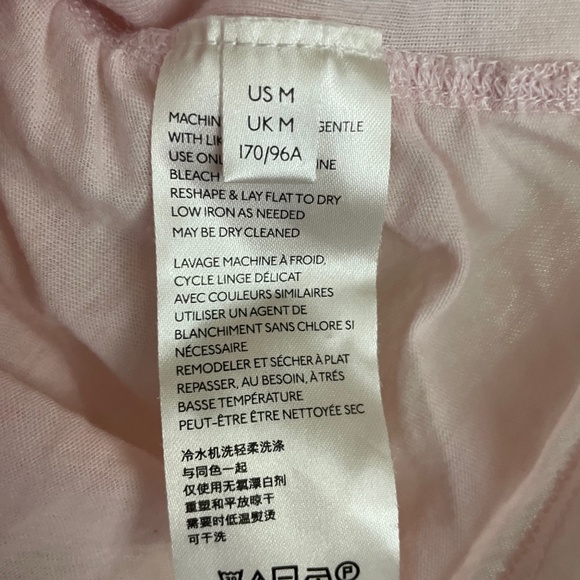 US M
UK M
170/96A
MACHIN GENTLE
WITH LIK
USE ONL INE
BLEACH
RESHAPE & LAY FLAT TO DRY
LOW IRON AS NEEDED
MAY BE DRY CLEANED
LAVAGE MACHINE À FROID,
CYCLE LINGE DÉLICAT
AVEC COULEURS SIMILAIRES
UTILISER UN AGENT DE
BLANCHIMENT SANS CHLORE SI
NÉCESSAIRE
REMODELER ET SÉCHER À PLAT
REPASSER, AU BESOIN, À TRÈS
BASSE TEMPÉRATURE
PEUT-ÊTRE ÊTRE NETTOYÉE SEC
冷水机洗轻柔洗涤
与同色一起
仅使用无氯漂白剂
重塑和平放晾干
需要时低温熨烫
可干洗